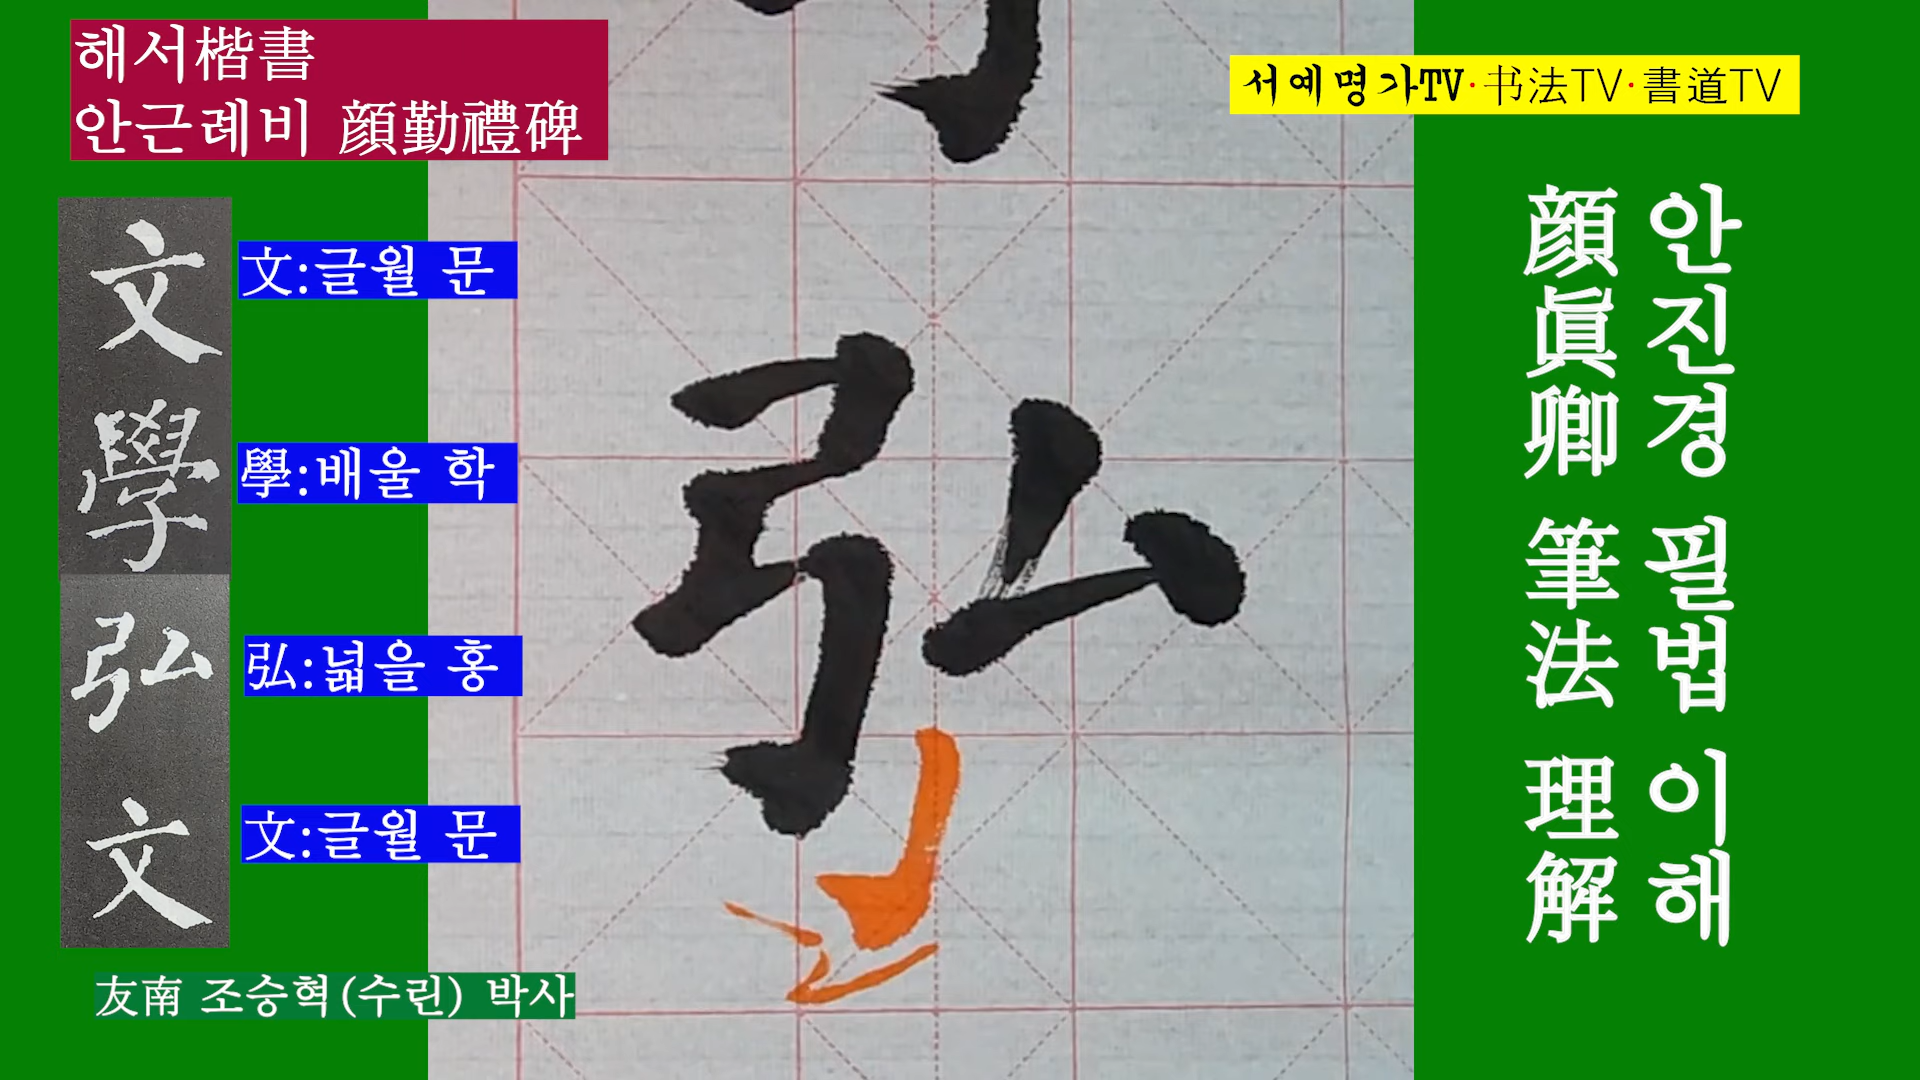 해서楷書
안근례비 顔勤禮碑
서예명가TV·书法TV·書道TV
文
學
弘
文
文:글월 문
學:배울 학
弘:넓을 홍
文:글월 문
弘
안진경 필법 이해
顔眞卿 筆法 理解
友南 조승혁(수린) 박사